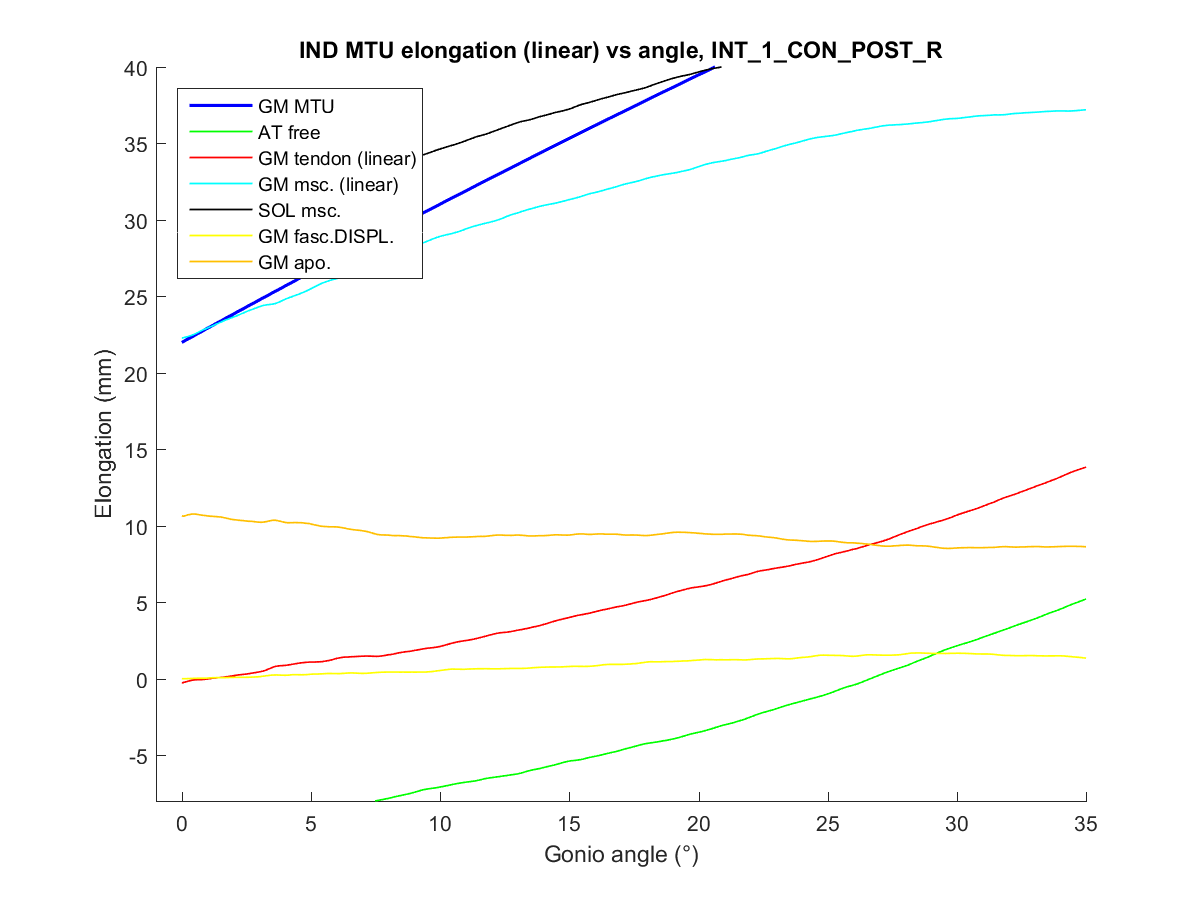 IND MTU elongation (linear) vs angle, INT_1_CON_POST_R
40
35
30
25
20
15
10
5
0
-5
Elongation (mm)
GM MTU
AT free
GM tendon (linear)
GM msc. (linear)
SOL msc.
GM fasc.DISPL.
GM apo.
0 5 10 15 20 25 30 35
Gonio angle (°)